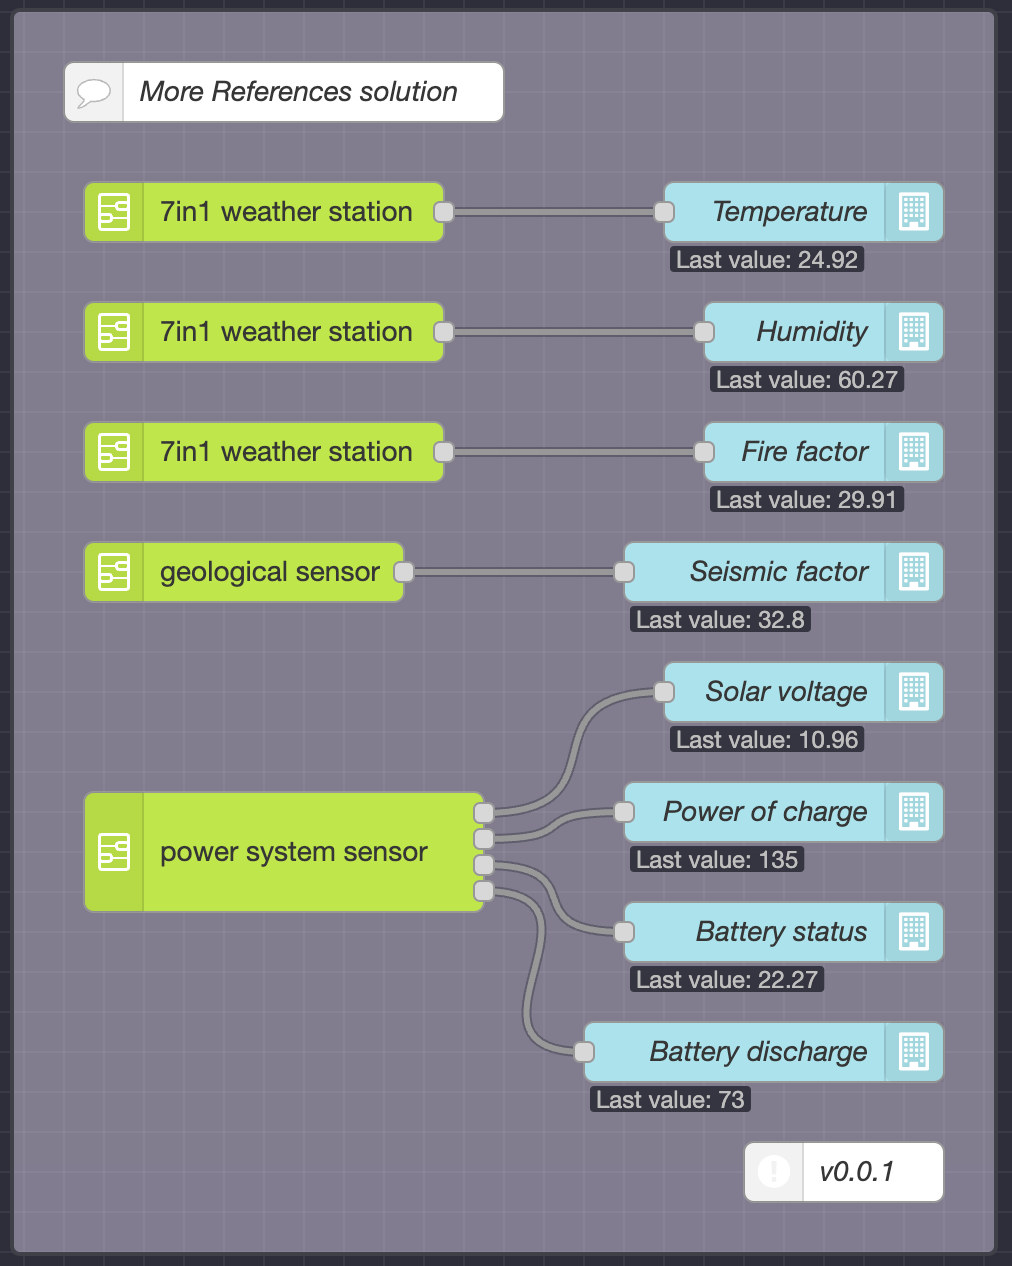 More References solution
7in1 weather station
Temperature
Last value: 24.92
7in1 weather station
Humidity
Last value: 60.27
7in1 weather station
Fire factor
Last value: 29.91
geological sensor
Seismic factor
Last value: 32.8
Solar voltage
Last value: 10.96
power system sensor
Power of charge
Last value: 135
Battery status
Last value: 22.27
Battery discharge
Last value: 73
v0.0.1